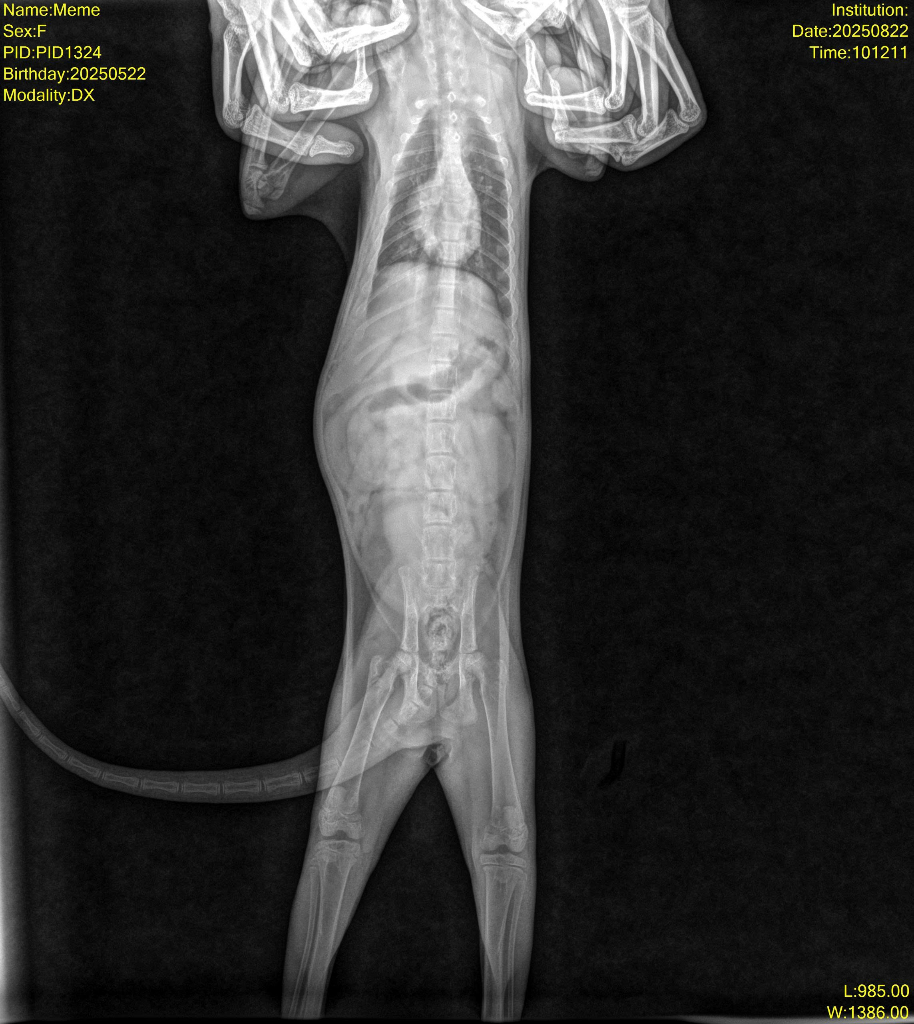 Name:Meme
Sex:F
PID:PID1324
Birthday:20250522
Modality:DX
Institution:
Date:20250822
Time:101211
L:985.00
W:1386.00